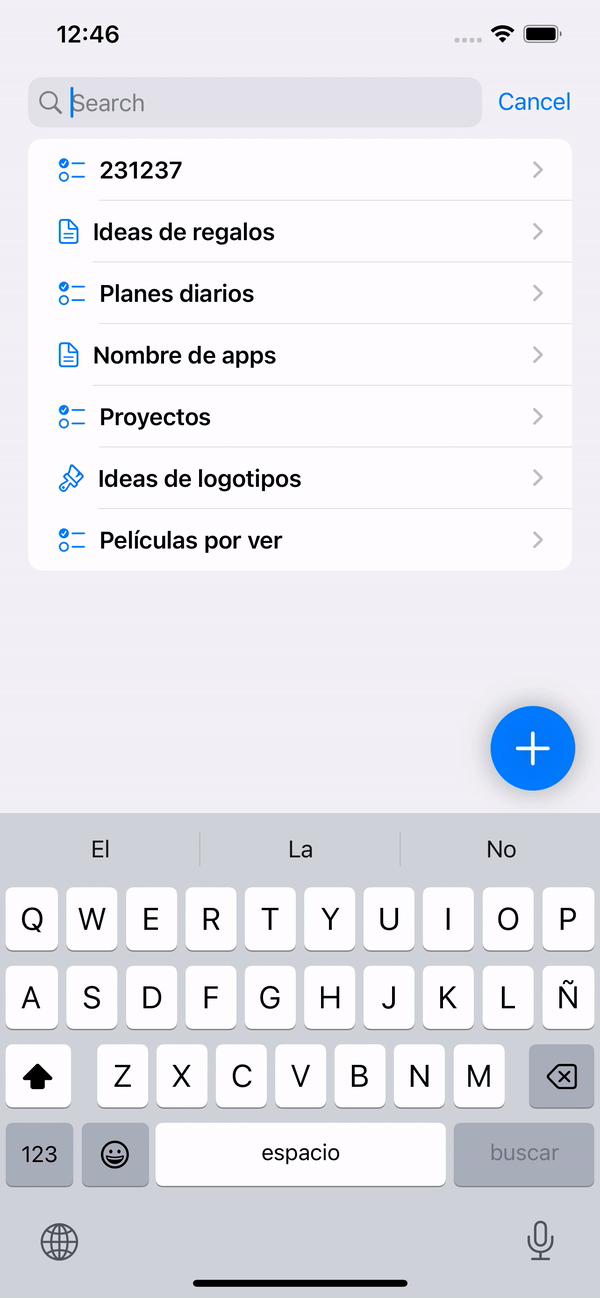 12:46
Search Cancel
231237
Ideas de regalos
Planes diarios
Nombre de apps
Proyectos
Ideas de logotipos
Películas por ver
El La No
Q W E R T Y U I O P
A S D F G H J K L Ñ
Z X C V B N M
123 espacio buscar